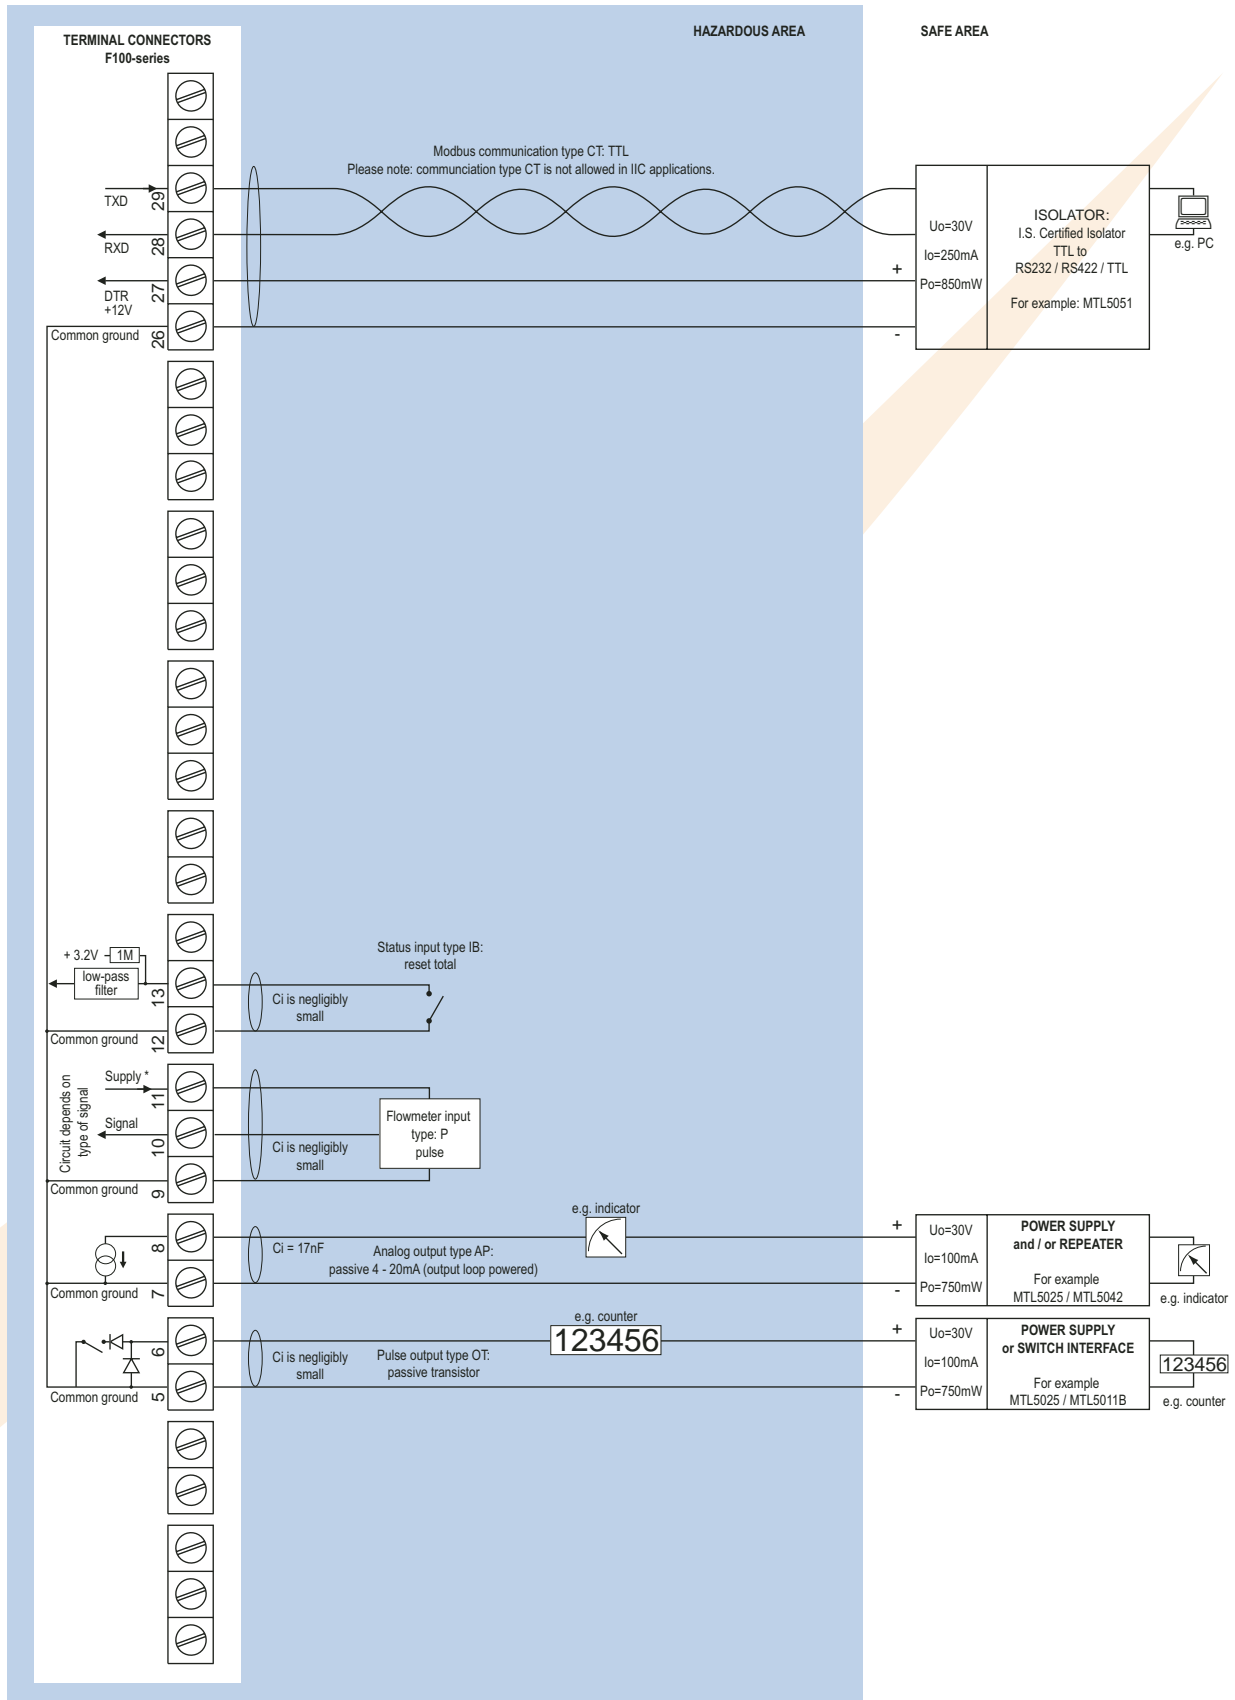 HAZARDOUS AREA
SAFE AREA
TERMINAL CONNECTORS
F100-series
Modbus communication type CT: TTL
Please note: communciation type CT is not allowed in IIC applications.
TXD
29
RXD
28
DTR
+12V
27
Common ground
26
+
-
Uo=30V
Io=250mA
Po=850mW
ISOLATOR:
I.S. Certified Isolator
TTL to
RS232 / RS422 / TTL
For example: MTL5051
e.g. PC
+ 3.2V
1M
low-pass
filter
13
Common ground
12
Ci is negligibly
small
Status input type IB:
reset total
Circuit depends on
type of signal
Supply *
11
Signal
10
Common ground
9
Ci is negligibly
small
Flowmeter input
type: P
pulse
8
Common ground
7
Ci = 17nF
Analog output type AP:
passive 4 - 20mA (output loop powered)
e.g. indicator
+
-
Uo=30V
Io=100mA
Po=750mW
POWER SUPPLY
and / or REPEATER
For example
MTL5025 / MTL5042
e.g. indicator
6
Common ground
5
Ci is negligibly
small
Pulse output type OT:
passive transistor
e.g. counter
123456
+
-
Uo=30V
Io=100mA
Po=750mW
POWER SUPPLY
or SWITCH INTERFACE
For example
MTL5025 / MTL5011B
123456
e.g. counter